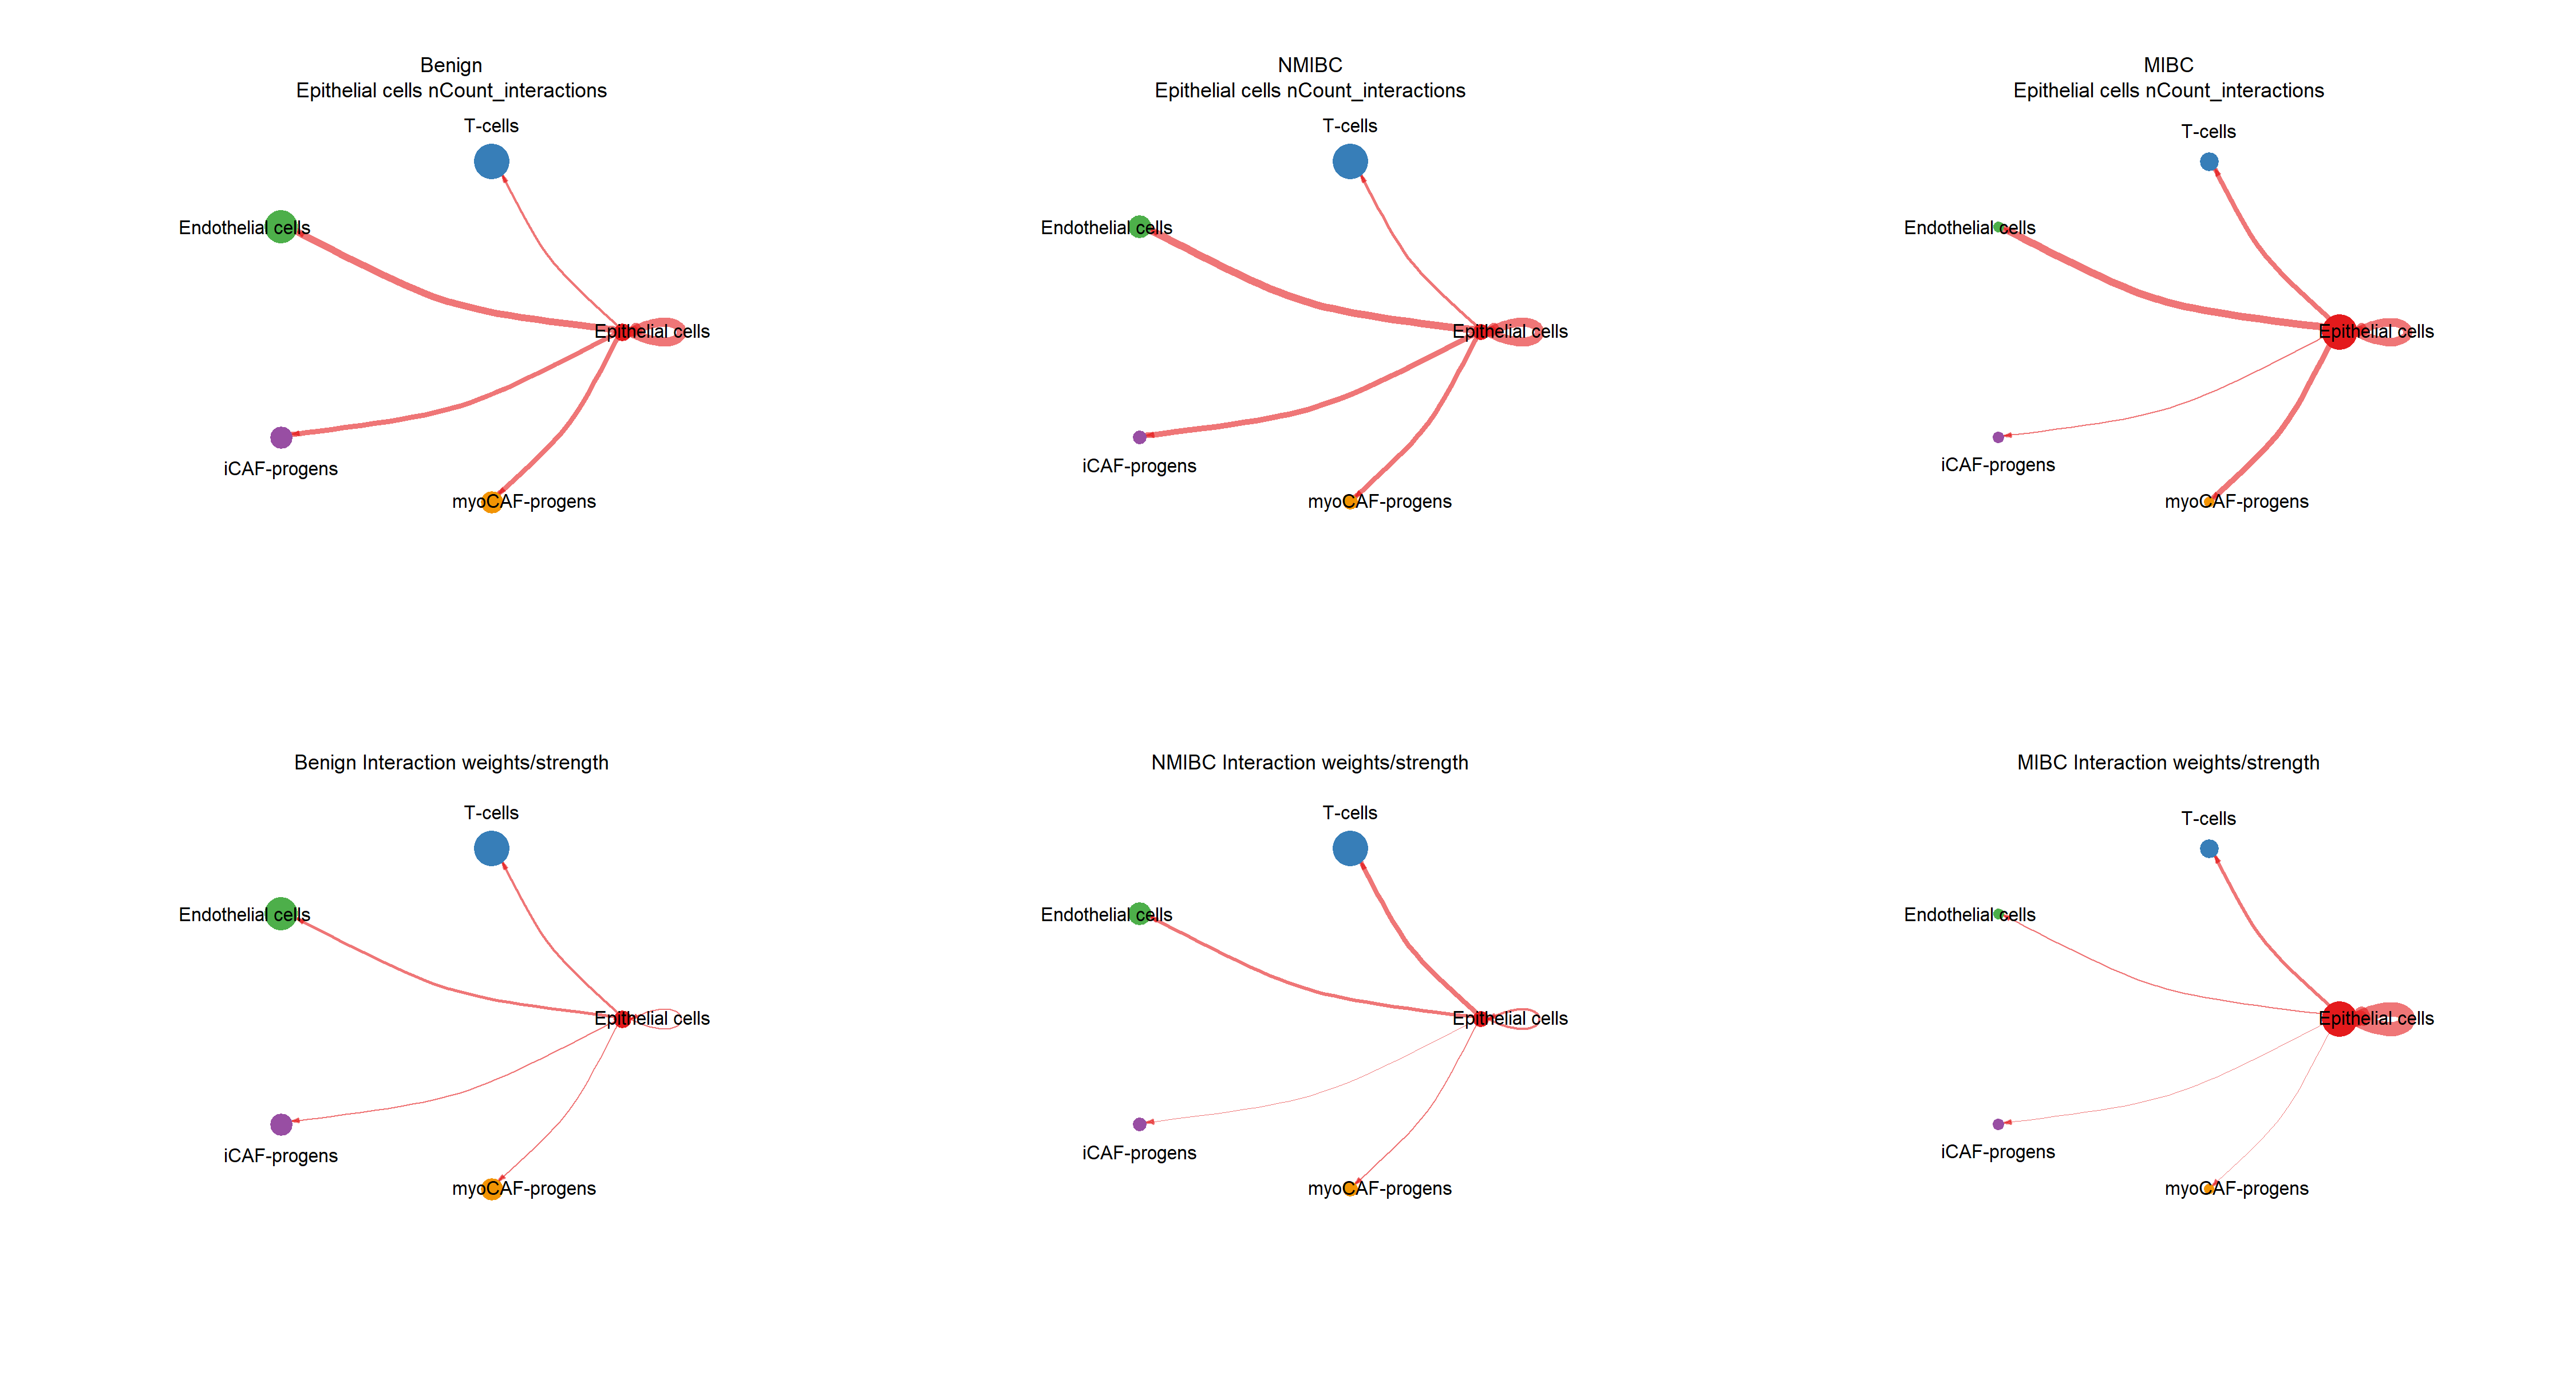 Benign
Epithelial cells nCount_interactions
T-cells
Endothelial cells
Epithelial cells
iCAF-progens
myoCAF-progens
NMIBC
Epithelial cells nCount_interactions
T-cells
Endothelial cells
Epithelial cells
iCAF-progens
myoCAF-progens
MIBC
Epithelial cells nCount_interactions
T-cells
Endothelial cells
Epithelial cells
iCAF-progens
myoCAF-progens
Benign Interaction weights/strength
T-cells
Endothelial cells
Epithelial cells
iCAF-progens
myoCAF-progens
NMIBC Interaction weights/strength
T-cells
Endothelial cells
Epithelial cells
iCAF-progens
myoCAF-progens
MIBC Interaction weights/strength
T-cells
Endothelial cells
Epithelial cells
iCAF-progens
myoCAF-progens